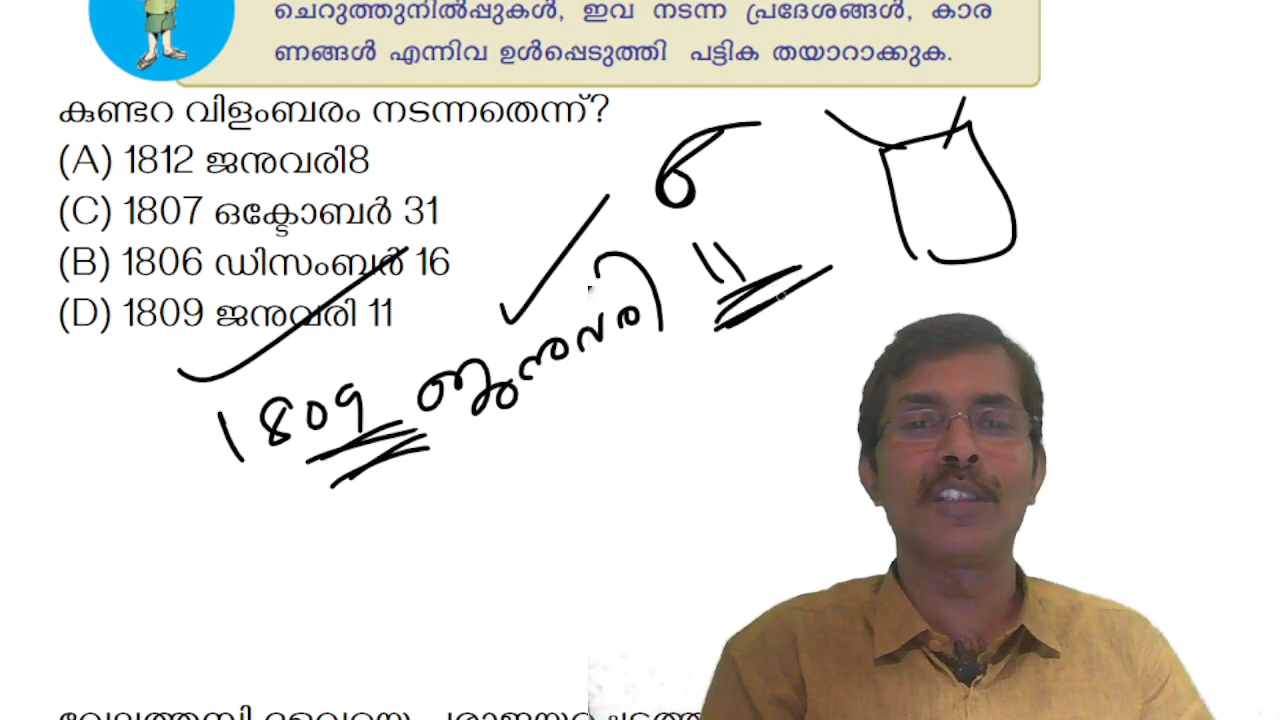 ചെറുത്തുനിൽപ്പുകൾ, ഇവ നടന്ന പ്രദേശങ്ങൾ, കാര
ണങ്ങൾ എന്നിവ ഉൾപ്പെടുത്തി പട്ടിക തയാറാക്കുക.
കുണ്ടറ വിളംബരം നടന്നതെന്ന്?
(A) 1812 ജനുവരി8
(C) 1807 ഒക്ടോബർ 31
(B) 1806 ഡിസംബർ 16
(D) 1809 ജനുവരി 11
1809 ജനുവരി 11